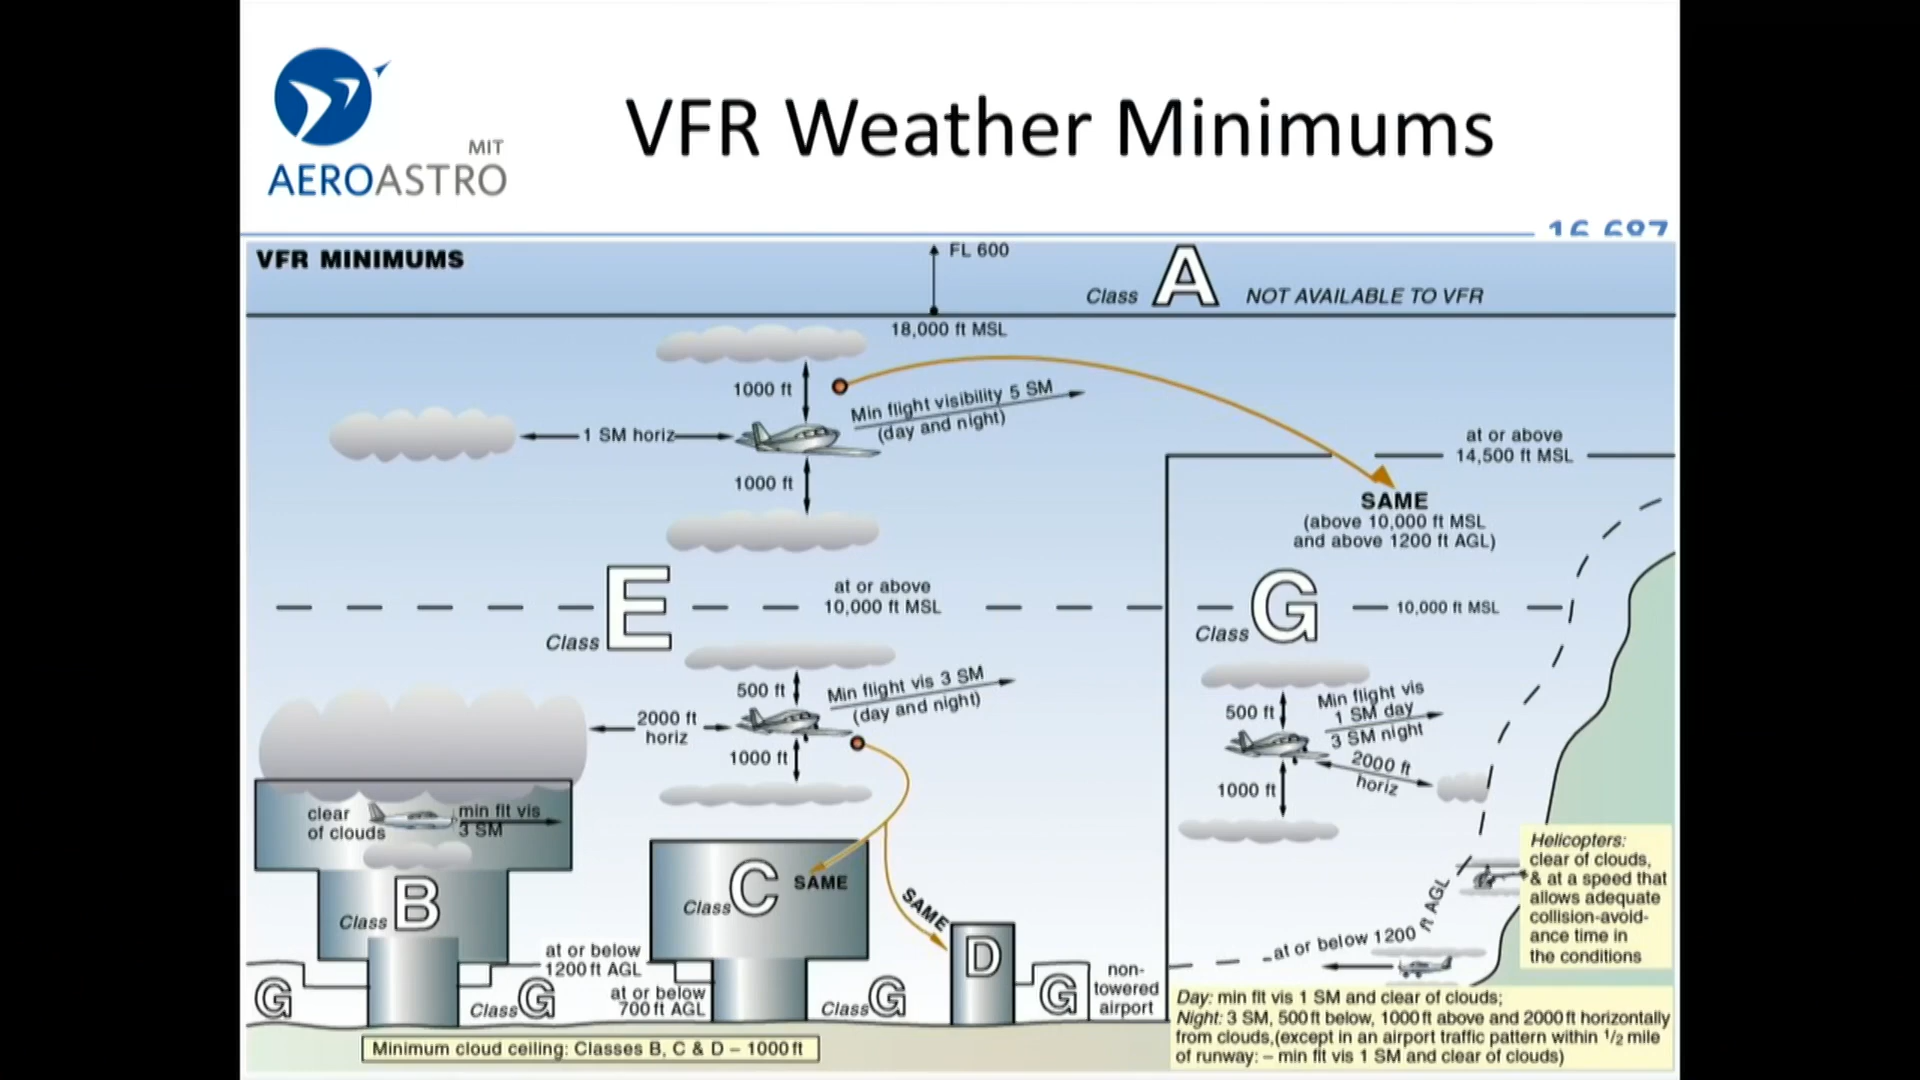 MIT
AEROASTRO
VFR Weather Minimums
16.687
VFR MINIMUMS
FL 600
Class A NOT AVAILABLE TO VFR
18,000 ft MSL
1000 ft
Min flight visibility 5 SM
(day and night)
1 SM horiz
1000 ft
at or above
14,500 ft MSL
SAME
(above 10,000 ft MSL
and above 1200 ft AGL)
Class E
at or above
10,000 ft MSL
Class G
10,000 ft MSL
500 ft
Min flight vis 3 SM
(day and night)
2000 ft
horiz
1000 ft
500 ft
Min flight vis
1 SM day
3 SM night
2000 ft
horiz
1000 ft
clear
of clouds
min flt vis
3 SM
Class B
Class C
SAME
SAME
D
at or below
1200 ft AGL
at or below
700 ft AGL
G
Class G
Class G
G
non-
towered
airport
at or below 1200 ft AGL
Helicopters:
clear of clouds,
& at a speed that
allows adequate
collision-avoid-
ance time in
the conditions
Day: min flt vis 1 SM and clear of clouds;
Night: 3 SM, 500 ft below, 1000 ft above and 2000 ft horizontally
from clouds,(except in an airport traffic pattern within 1/2 mile
of runway: – min flt vis 1 SM and clear of clouds)
Minimum cloud ceiling: Classes B, C & D – 1000 ft